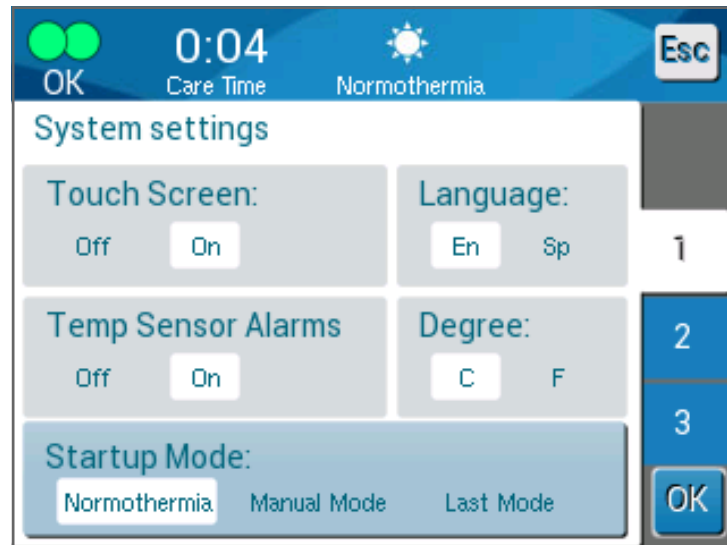 OK
0:04
Care Time
Normothermia
Esc
System settings
Touch Screen:
Off On
Language:
En Sp
1
Temp Sensor Alarms
Off On
Degree:
C F
2
3
Startup Mode:
Normothermia Manual Mode Last Mode
OK